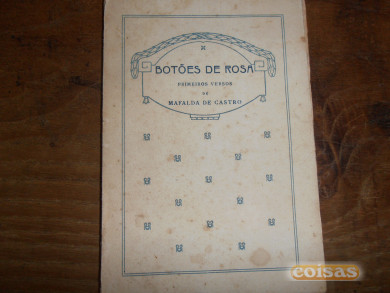 BOTÕES DE ROSA
PRIMEIROS VERSOS
DE
MAFALDA DE CASTRO
coisas